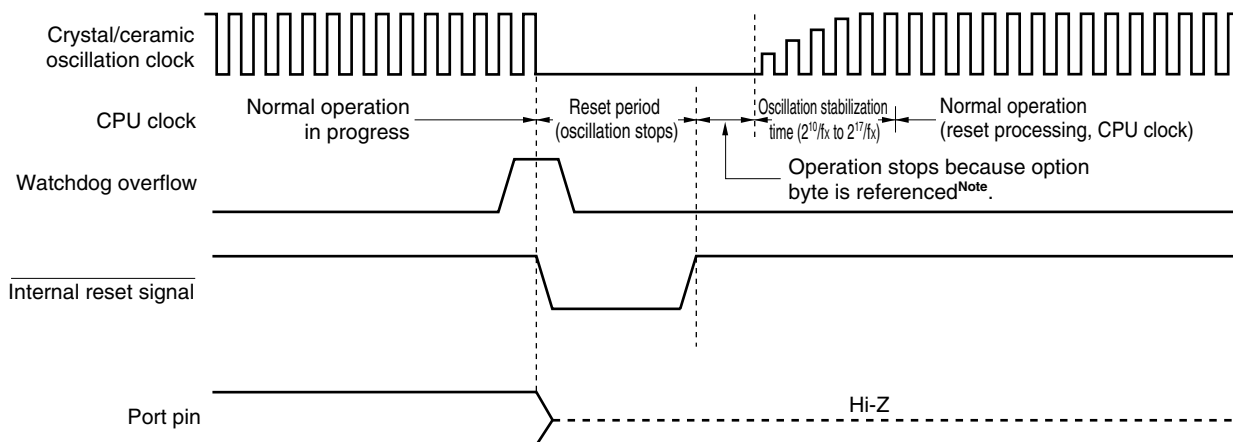 Crystal/ceramic
oscillation clock
CPU clock
Normal operation
in progress
Reset period
(oscillation stops)
Oscillation stabilization
time (2¹⁰/fx to 2¹⁷/fx)
Normal operation
(reset processing, CPU clock)
Operation stops because option
byte is referencedNote.
Watchdog overflow
Internal reset signal
Port pin
Hi-Z